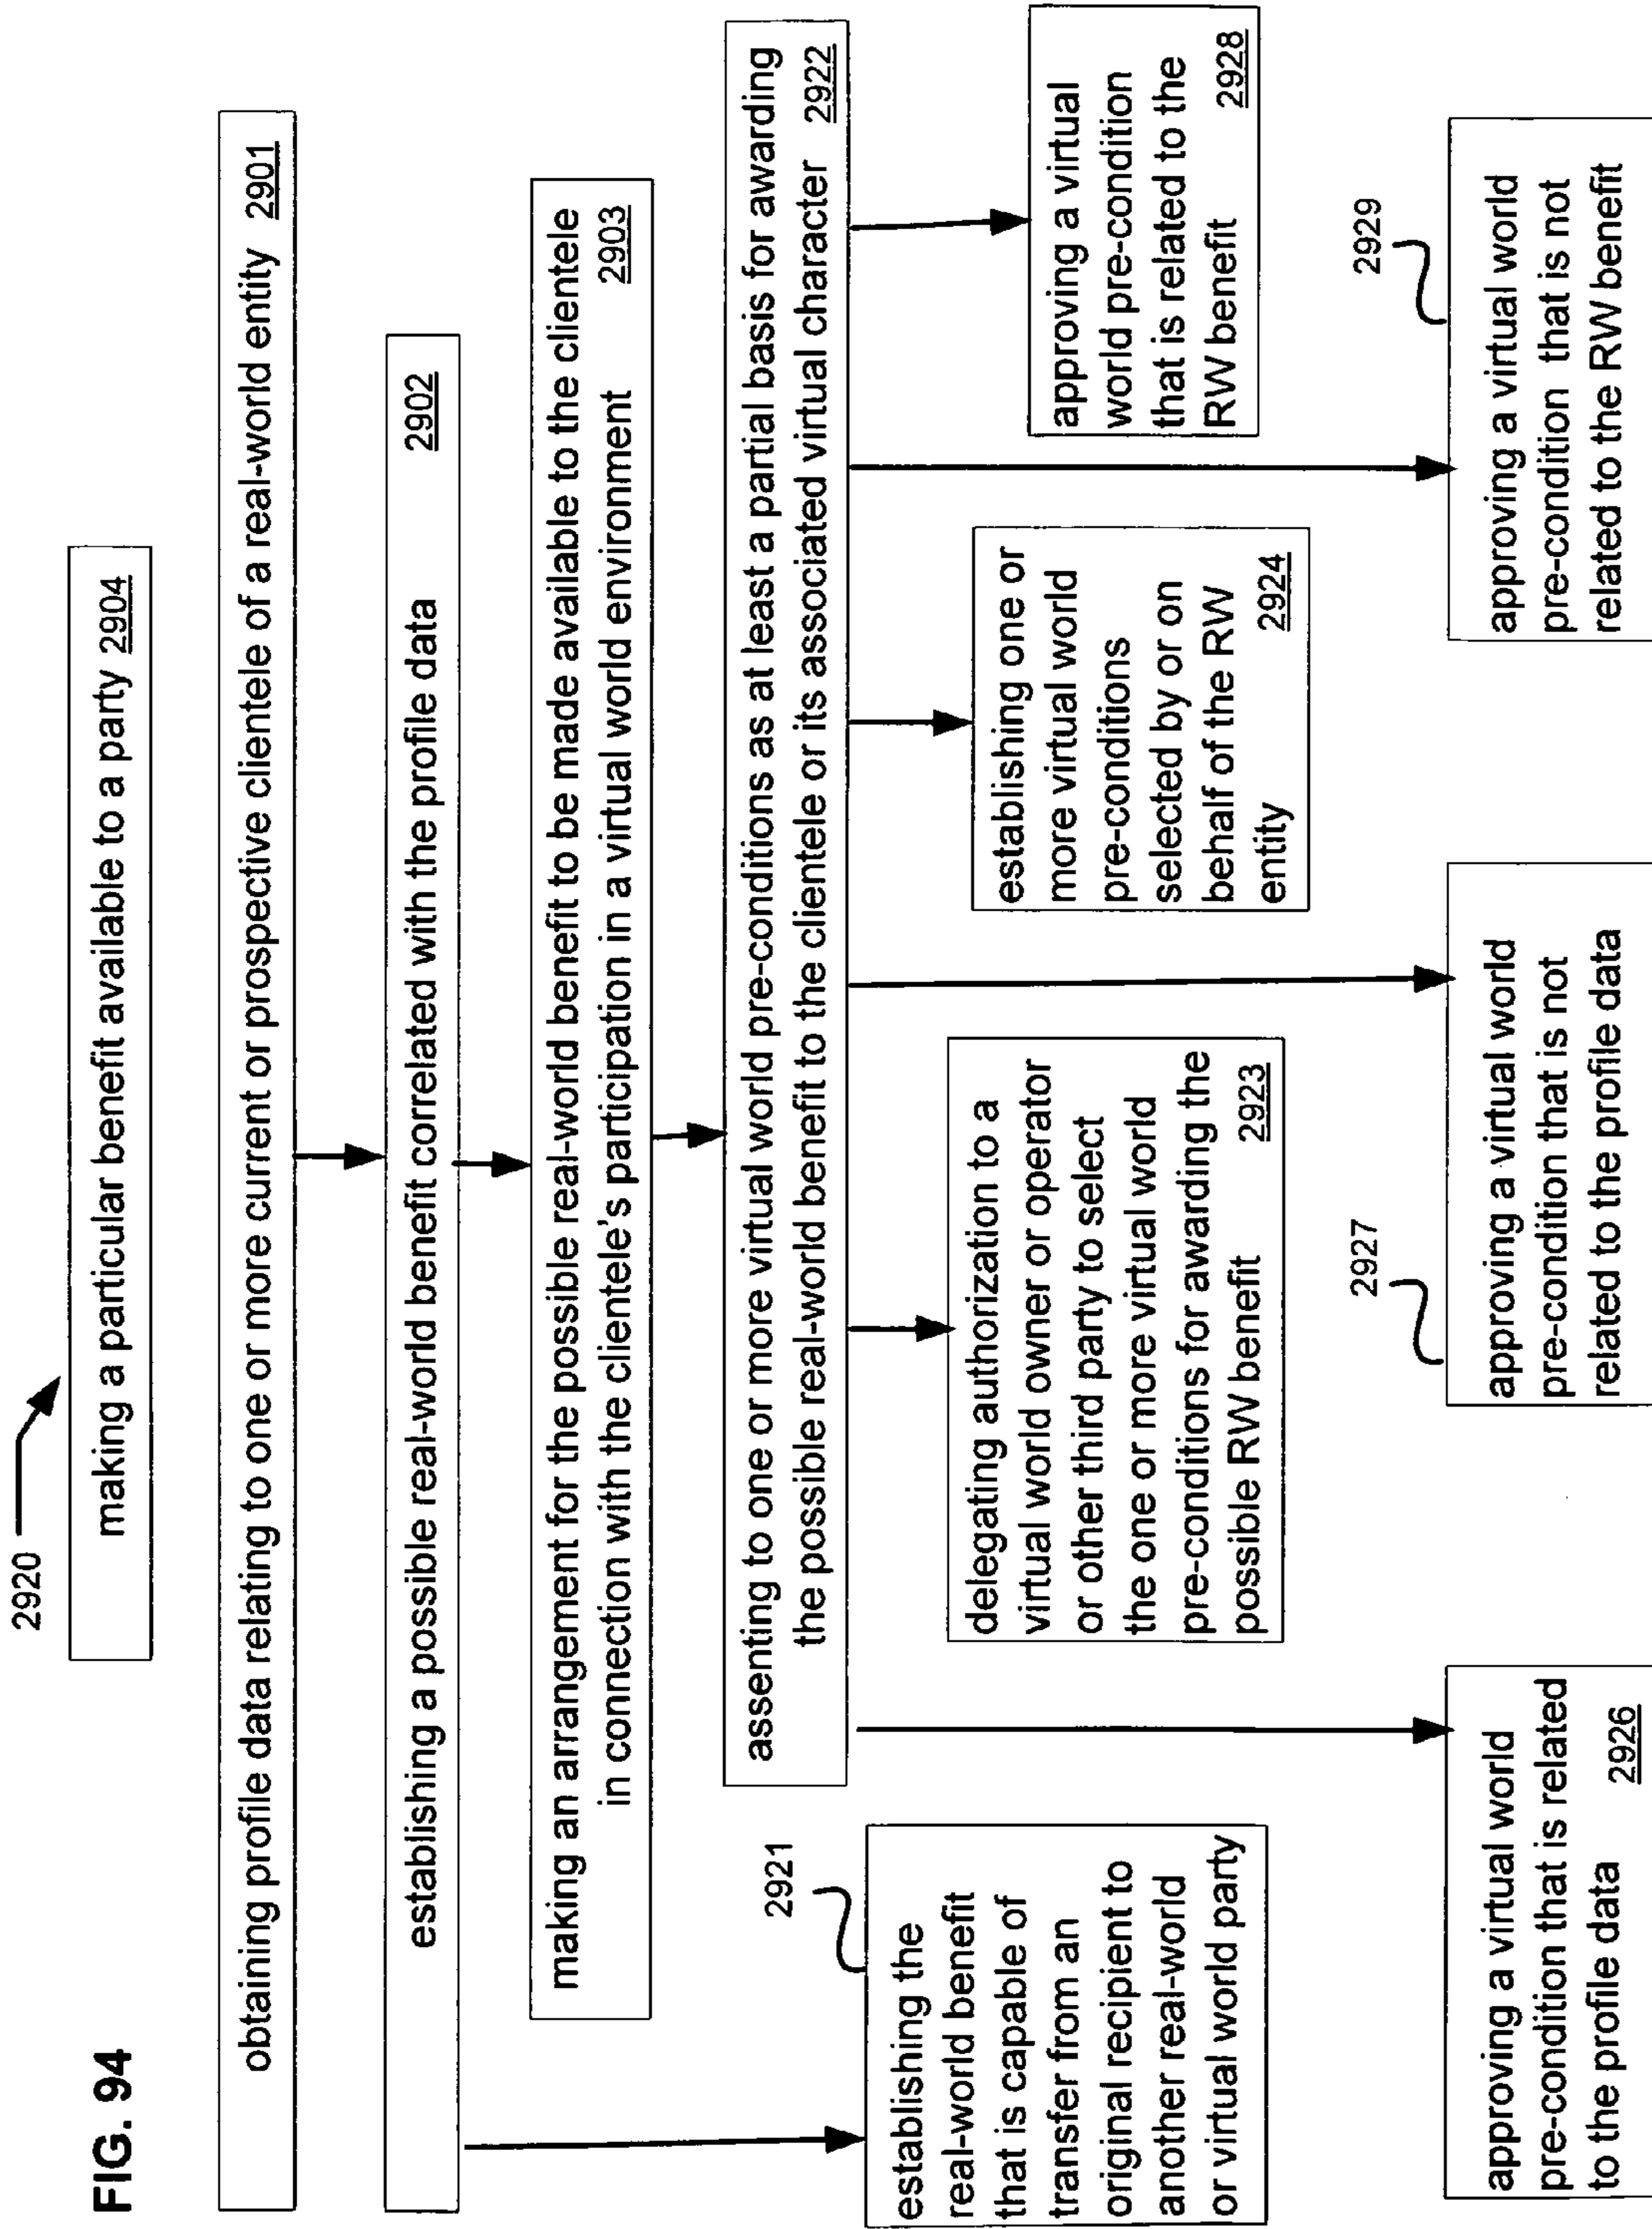 FIG. 94
2920
making a particular benefit available to a party 2904
obtaining profile data relating to one or more current or prospective clientele of a real-world entity 2901
establishing a possible real-world benefit correlated with the profile data 2902
making an arrangement for the possible real-world benefit to be made available to the clientele
in connection with the clientele's participation in a virtual world environment 2903
assenting to one or more virtual world pre-conditions as at least a partial basis for awarding
the possible real-world benefit to the clientele or its associated virtual character 2922
2921
establishing the
real-world benefit
that is capable of
transfer from an
original recipient to
another real-world
or virtual world party
delegating authorization to a
virtual world owner or operator
or other third party to select
the one or more virtual world
pre-conditions for awarding the
possible RW benefit 2923
establishing one or
more virtual world
pre-conditions
selected by or on
behalf of the RW
entity 2924
approving a virtual
world pre-condition
that is related to the
RW benefit 2928
approving a virtual world
pre-condition that is related
to the profile data 2926
2927
approving a virtual world
pre-condition that is not
related to the profile data
2929
approving a virtual world
pre-condition that is not
related to the RW benefit